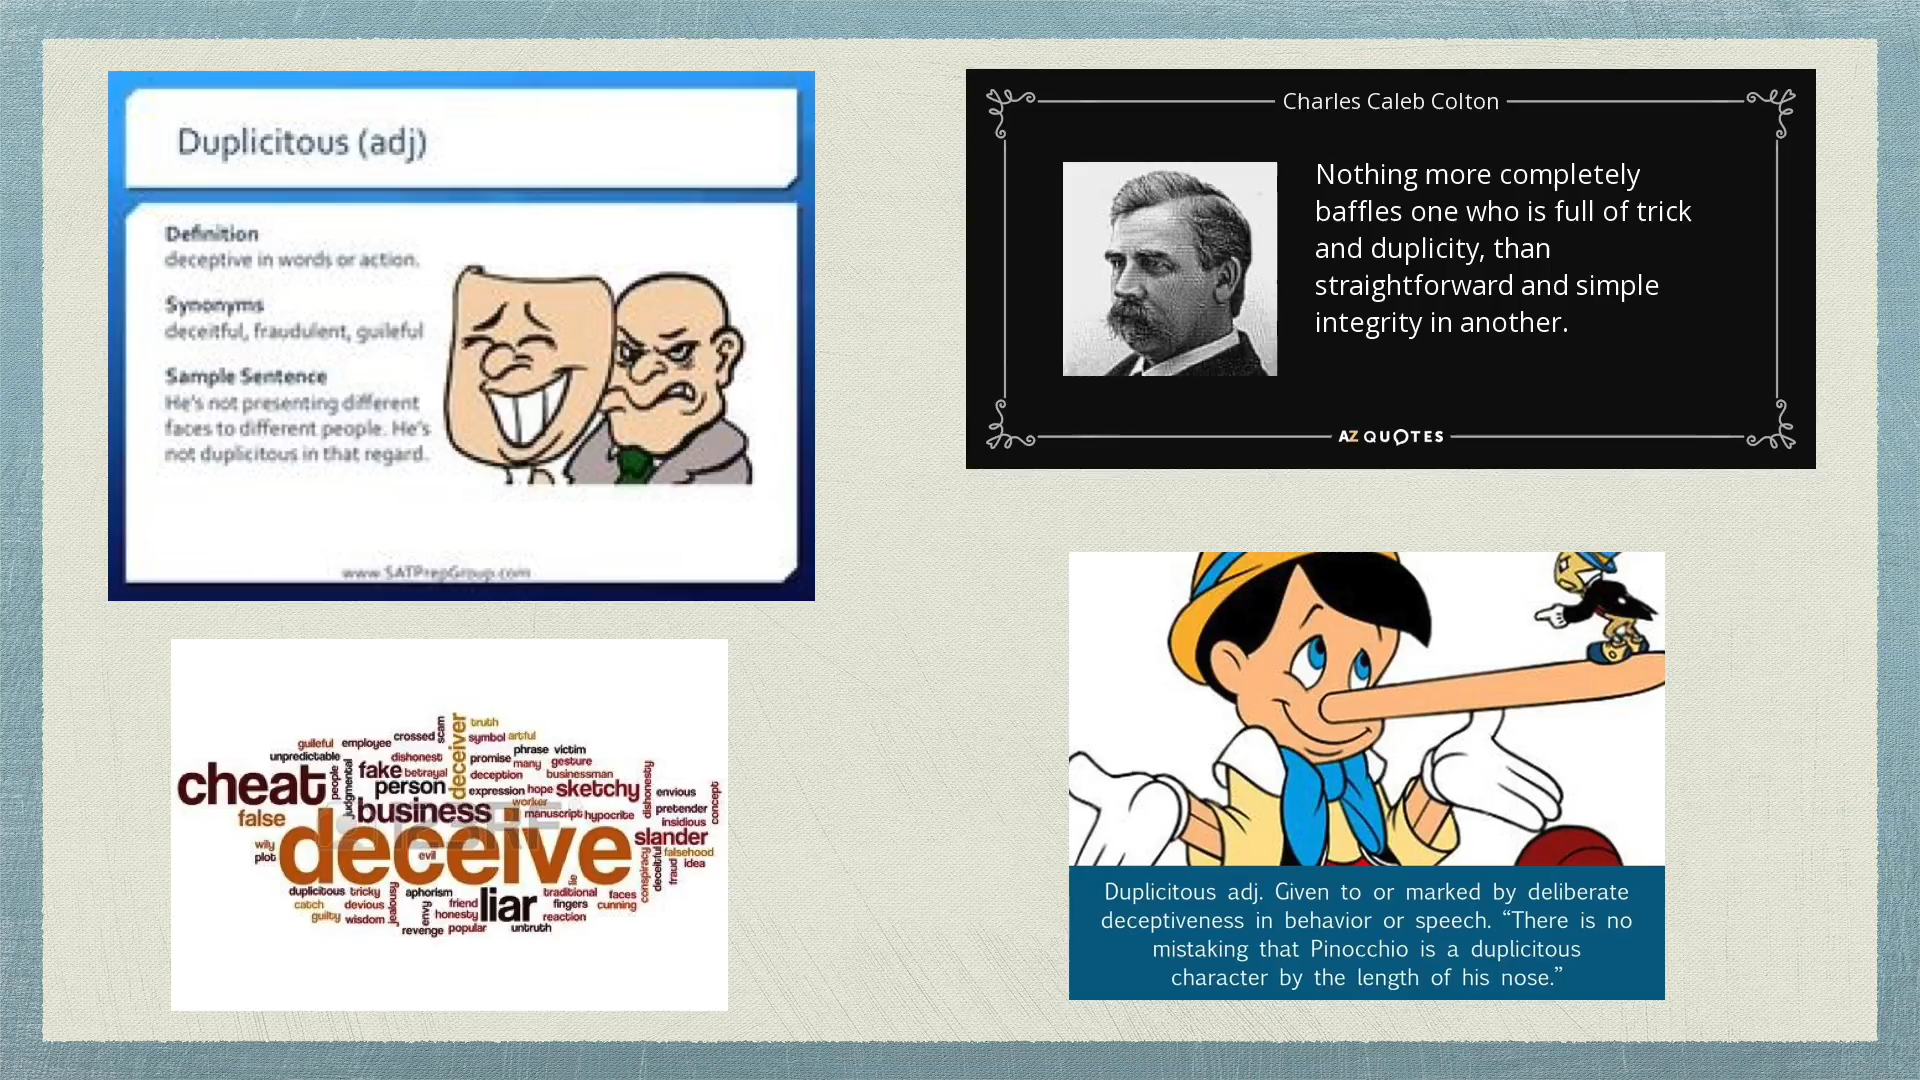 Duplicitous (adj)
Definition
deceptive in words or action.
Synonyms
deceitful, fraudulent, guileful
Sample Sentence
He's not presenting different
faces to different people. He's
not duplicitous in that regard.
www.SATPrepGroup.com
Charles Caleb Colton
Nothing more completely
baffles one who is full of trick
and duplicity, than
straightforward and simple
integrity in another.
AZ QUOTES
truth
scam
deceiver
crossed
symbol artful
guileful employee
phrase victim
unpredictable
dishonest
promise many gesture
cheat
people
judgmental
fake betrayal
deception
businessman
person
expression hope sketchy
dishonesty
envious
concept
business
worker
pretender
false
manuscript hypocrite
insidious
deceive
slander
evil
wily
plot
falsehood
idea
conspiracy
deceitful
fraud
lie
duplicitous tricky
jealousy
aphorism
liar
traditional faces
catch devious
envy
friend
fingers cunning
guilty wisdom
honesty
reaction
revenge popular
untruth
Duplicitous adj. Given to or marked by deliberate
deceptiveness in behavior or speech. “There is no
mistaking that Pinocchio is a duplicitous
character by the length of his nose.”